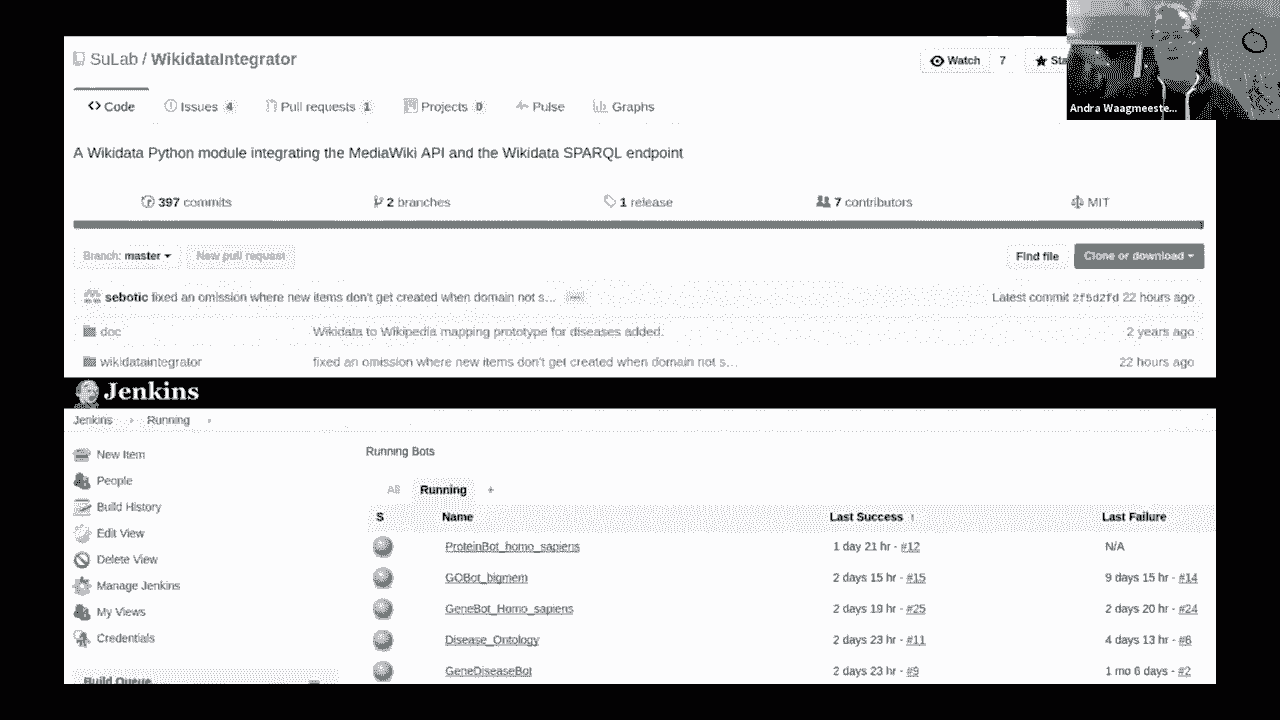 SuLab / WikidataIntegrator
Watch 7 Sta
Andra Waagmeeste...
Code Issues 4 Pull requests 1 Projects 0 Pulse Graphs
A Wikidata Python module integrating the MediaWiki API and the Wikidata SPARQL endpoint
397 commits 2 branches 1 release 7 contributors MIT
Branch: master New pull request Find file Clone or download
sebotic fixed an omission where new items don't get created when domain not s... Latest commit 2f5d2fd 22 hours ago
doc Wikidata to Wikipedia mapping prototype for diseases added. 2 years ago
wikidataintegrator fixed an omission where new items don't get created when domain not s... 22 hours ago
Jenkins
Jenkins Running
New Item
People
Build History
Edit View
Delete View
Manage Jenkins
My Views
Credentials
Build Queue
Running Bots
All Running +
S Name Last Success ↑ Last Failure
ProteinBot_homo_sapiens 1 day 21 hr - #12 N/A
GOBot_bigmem 2 days 15 hr - #15 9 days 15 hr - #14
GeneBot_Homo_sapiens 2 days 19 hr - #25 2 days 20 hr - #24
Disease_Ontology 2 days 23 hr - #11 4 days 13 hr - #8
GeneDiseaseBot 2 days 23 hr - #9 1 mo 6 days - #2